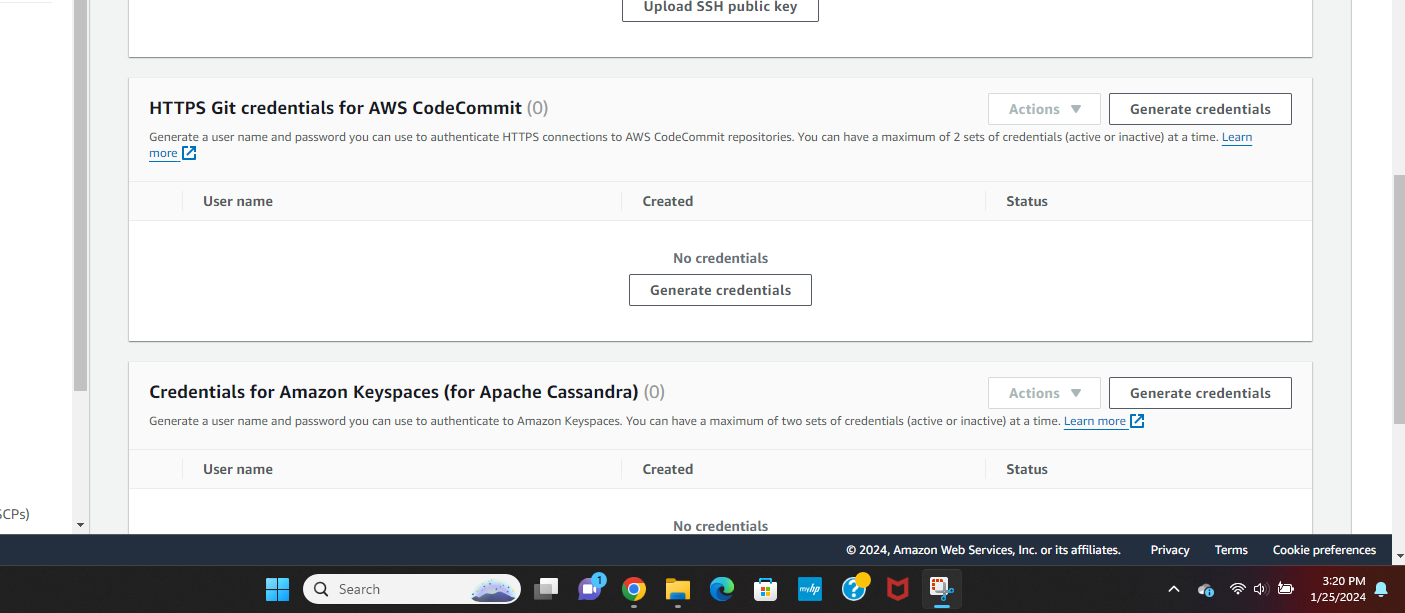 Upload SSH public key
HTTPS Git credentials for AWS CodeCommit (0)
Actions
Generate credentials
Generate a user name and password you can use to authenticate HTTPS connections to AWS CodeCommit repositories. You can have a maximum of 2 sets of credentials (active or inactive) at a time. Learn
more
User name Created Status
No credentials
Generate credentials
Credentials for Amazon Keyspaces (for Apache Cassandra) (0)
Actions
Generate credentials
Generate a user name and password you can use to authenticate to Amazon Keyspaces. You can have a maximum of two sets of credentials (active or inactive) at a time. Learn more
User name Created Status
SCPs)
No credentials
© 2024, Amazon Web Services, Inc. or its affiliates. Privacy Terms Cookie preferences
Search
1
myhp
?
3:20 PM
1/25/2024